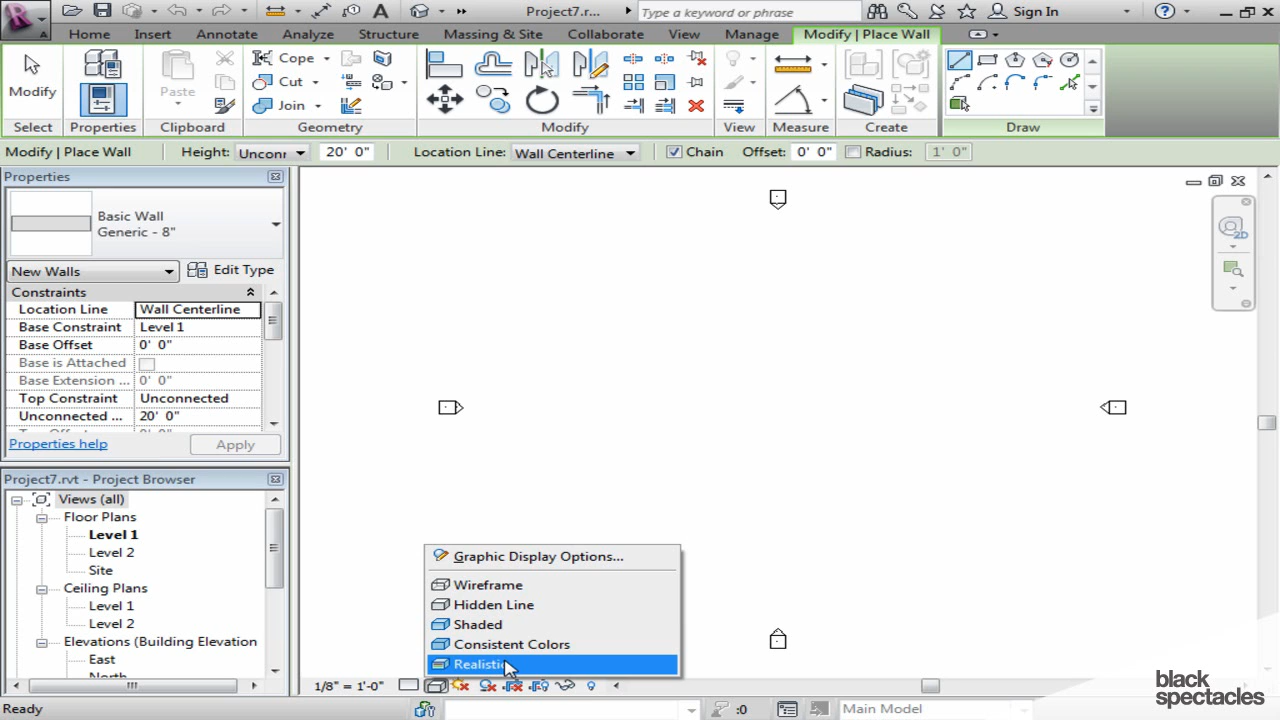 Project7.r...
Type a keyword or phrase
Sign In
Home Insert Annotate Analyze Structure Massing & Site Collaborate View Manage Modify | Place Wall
Modify
Paste
Cope
Cut
Join
Select Properties Clipboard Geometry Modify View Measure Create Draw
Modify | Place Wall Height: Unconr 20' 0" Location Line: Wall Centerline Chain Offset: 0' 0" Radius: 1' 0"
Properties
Basic Wall
Generic - 8"
New Walls Edit Type
Constraints
Location Line Wall Centerline
Base Constraint Level 1
Base Offset 0' 0"
Base is Attached
Base Extension ... 0' 0"
Top Constraint Unconnected
Unconnected ... 20' 0"
Properties help Apply
Project7.rvt - Project Browser
Views (all)
Floor Plans
Level 1
Level 2
Site
Ceiling Plans
Level 1
Level 2
Elevations (Building Elevation
East
North
2D
Graphic Display Options...
Wireframe
Hidden Line
Shaded
Consistent Colors
Realistic
1/8" = 1'-0"
Ready
:0
Main Model
black
spectacles